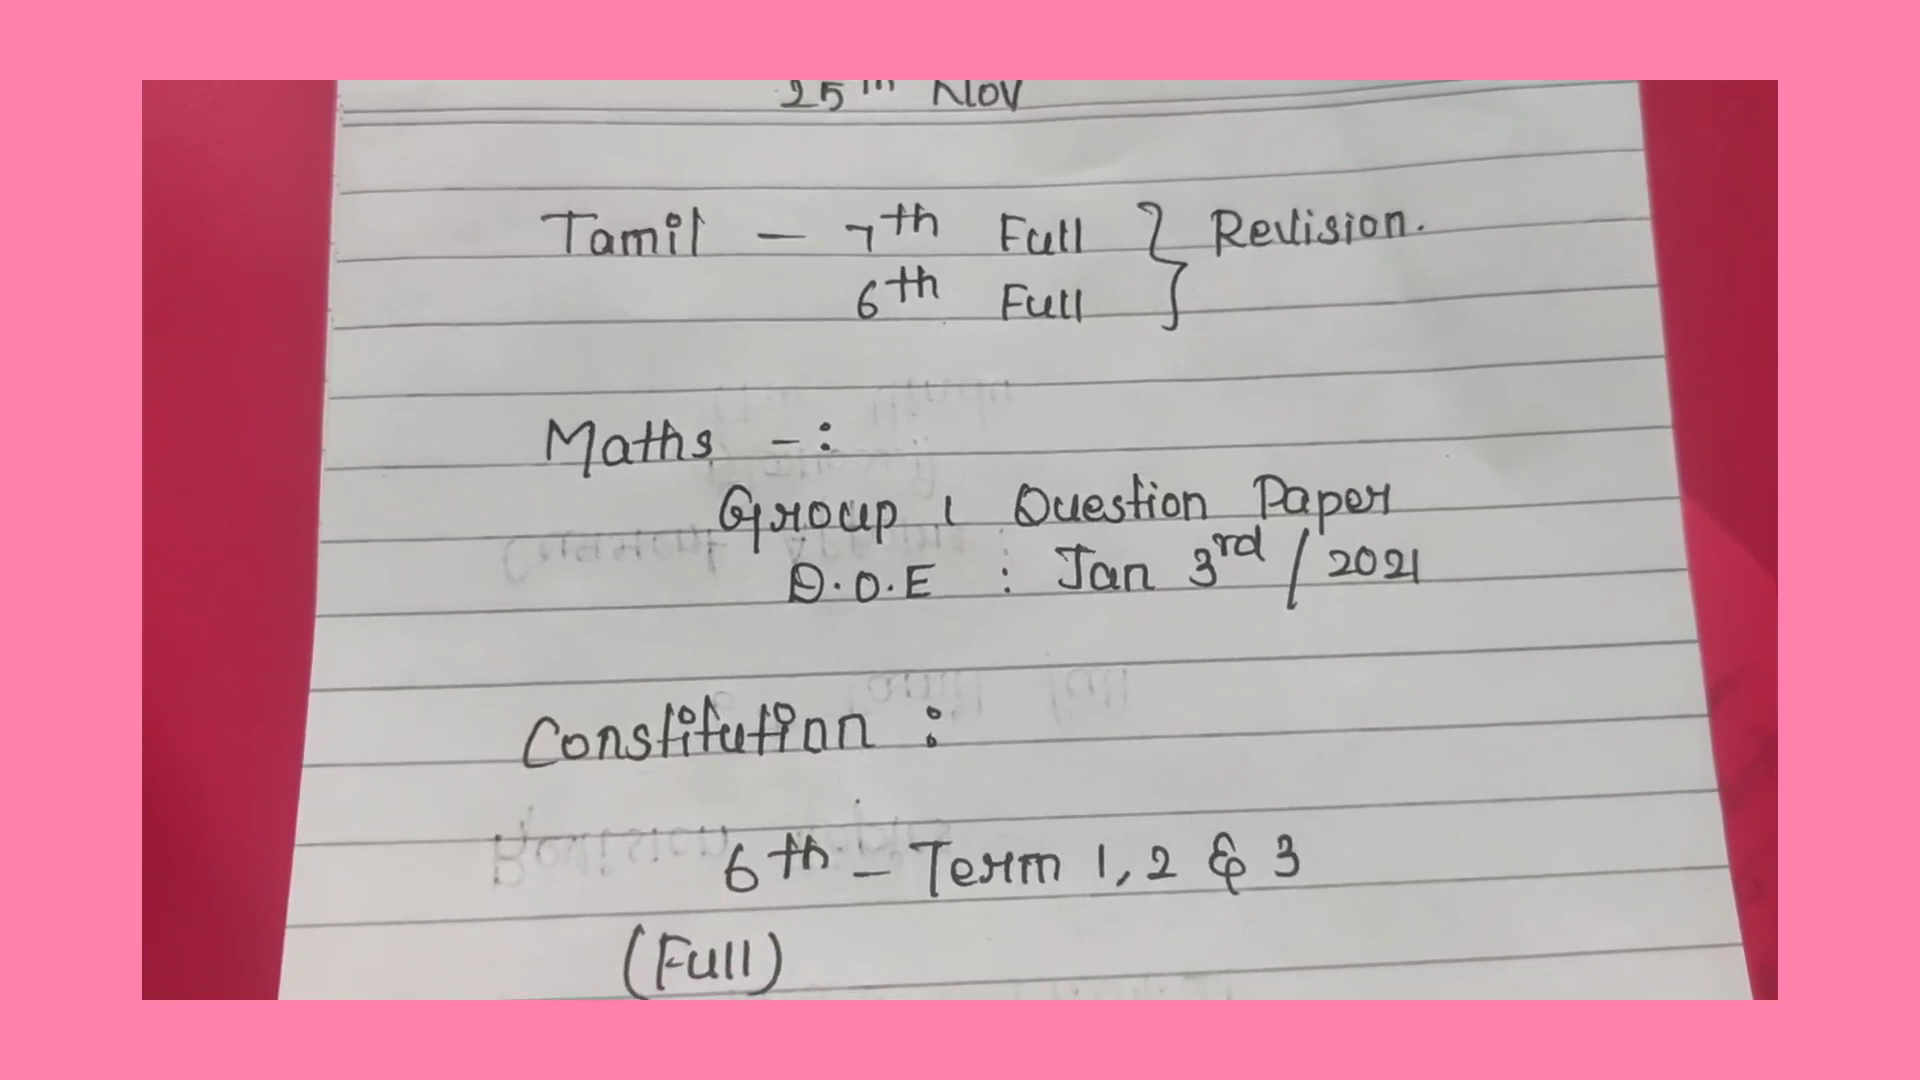 25th Nov
Tamil - 7th Full } Revision.
6th Full
Maths -:
Group 1 Question Paper
D.O.E : Jan 3rd / 2021
Constitution :
6th - Term 1, 2 & 3
(Full)